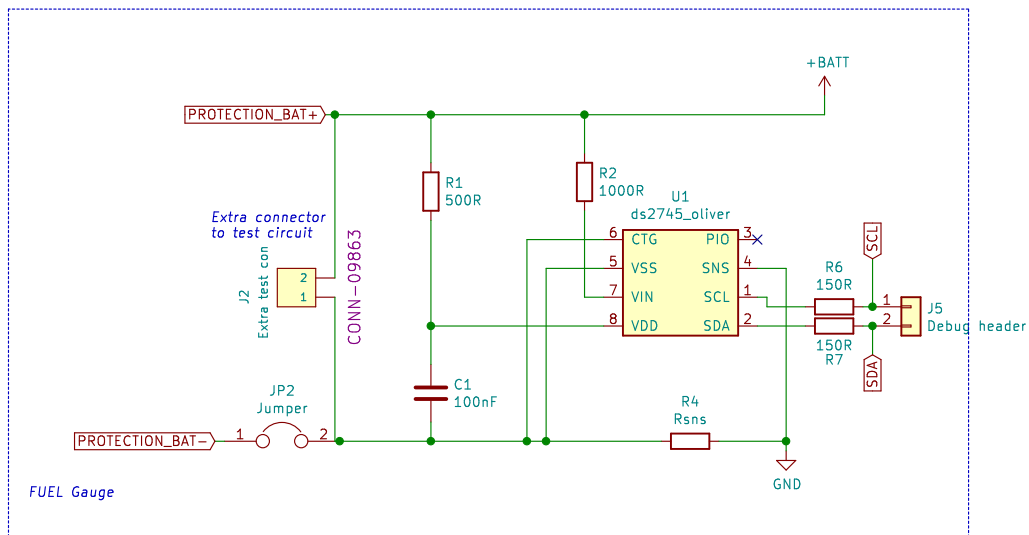 +BATT
PROTECTION_BAT+
R1
500R
R2
1000R
U1
ds2745_oliver
Extra connector
to test circuit
CONN-09863
J2
Extra test con
2
1
6 CTG PIO 3
5 VSS SNS 4
7 VIN SCL 1
8 VDD SDA 2
SCL
R6
150R
150R
R7
1
2
J5
Debug header
SDA
C1
100nF
JP2
Jumper
R4
Rsns
PROTECTION_BAT-
1
2
GND
FUEL Gauge